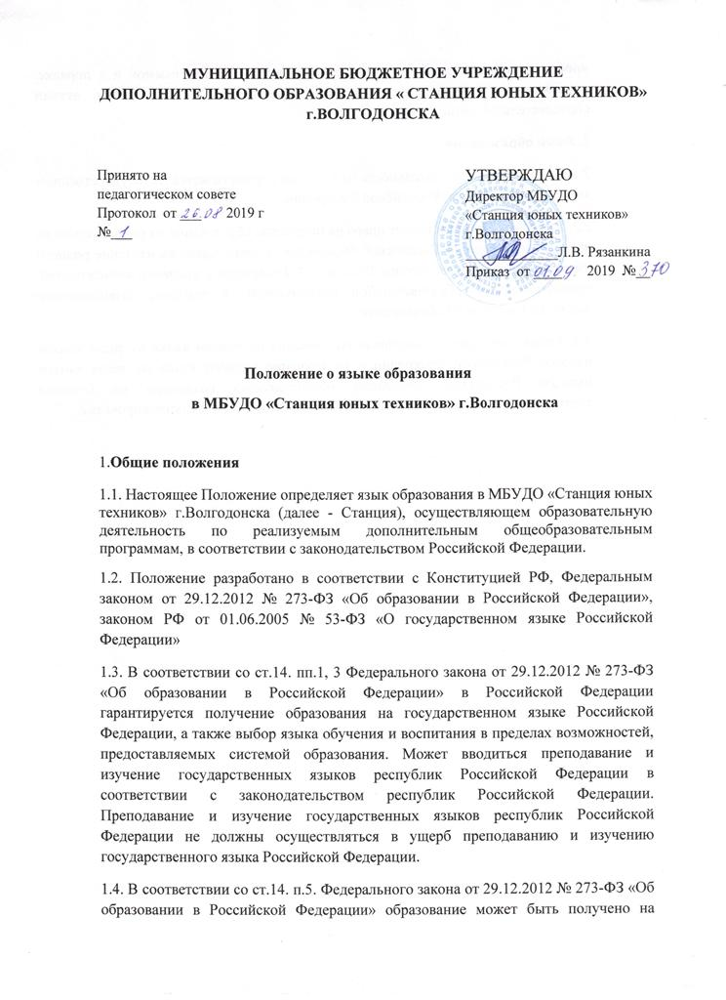 МУНИЦИПАЛЬНОЕ БЮДЖЕТНОЕ УЧРЕЖДЕНИЕ
ДОПОЛНИТЕЛЬНОГО ОБРАЗОВАНИЯ « СТАНЦИЯ ЮНЫХ ТЕХНИКОВ»
г.ВОЛГОДОНСКА
Принято на
педагогическом совете
Протокол от 26.08 2019 г
№ 1
УТВЕРЖДАЮ
Директор МБУДО
«Станция юных техников»
г.Волгодонска
Л.В. Рязанкина
Приказ от 01.09 2019 № 370
Положение о языке образования
в МБУДО «Станция юных техников» г.Волгодонска
1.Общие положения
1.1. Настоящее Положение определяет язык образования в МБУДО «Станция юных
техников» г.Волгодонска (далее - Станция), осуществляющем образовательную
деятельность по реализуемым дополнительным общеобразовательным
программам, в соответствии с законодательством Российской Федерации.
1.2. Положение разработано в соответствии с Конституцией РФ, Федеральным
законом от 29.12.2012 № 273-ФЗ «Об образовании в Российской Федерации»,
законом РФ от 01.06.2005 № 53-ФЗ «О государственном языке Российской
Федерации»
1.3. В соответствии со ст.14. пп.1, 3 Федерального закона от 29.12.2012 № 273-ФЗ
«Об образовании в Российской Федерации» в Российской Федерации
гарантируется получение образования на государственном языке Российской
Федерации, а также выбор языка обучения и воспитания в пределах возможностей,
предоставляемых системой образования. Может вводиться преподавание и
изучение государственных языков республик Российской Федерации в
соответствии с законодательством республик Российской Федерации.
Преподавание и изучение государственных языков республик Российской
Федерации не должны осуществляться в ущерб преподаванию и изучению
государственного языка Российской Федерации.
1.4. В соответствии со ст.14. п.5. Федерального закона от 29.12.2012 № 273-ФЗ «Об
образовании в Российской Федерации» образование может быть получено на